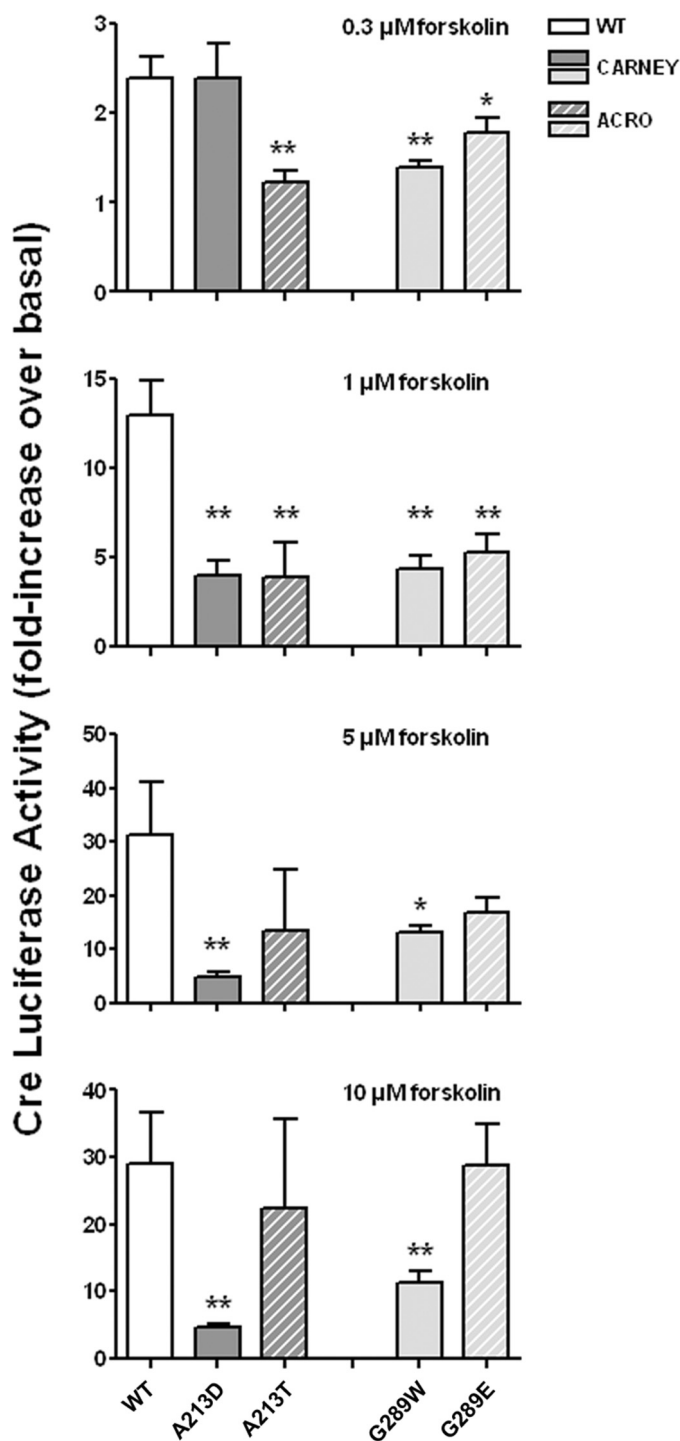 Cre Luciferase Activity (fold-increase over basal)
WT
CARNEY
ACRO
0.3 µM forskolin
3
2
1
0
**
**
*
1 µM forskolin
15
10
5
0
**
**
**
**
5 µM forskolin
50
40
30
20
10
0
**
*
10 µM forskolin
40
30
20
10
0
**
**
WT
A213D
A213T
G289W
G289E